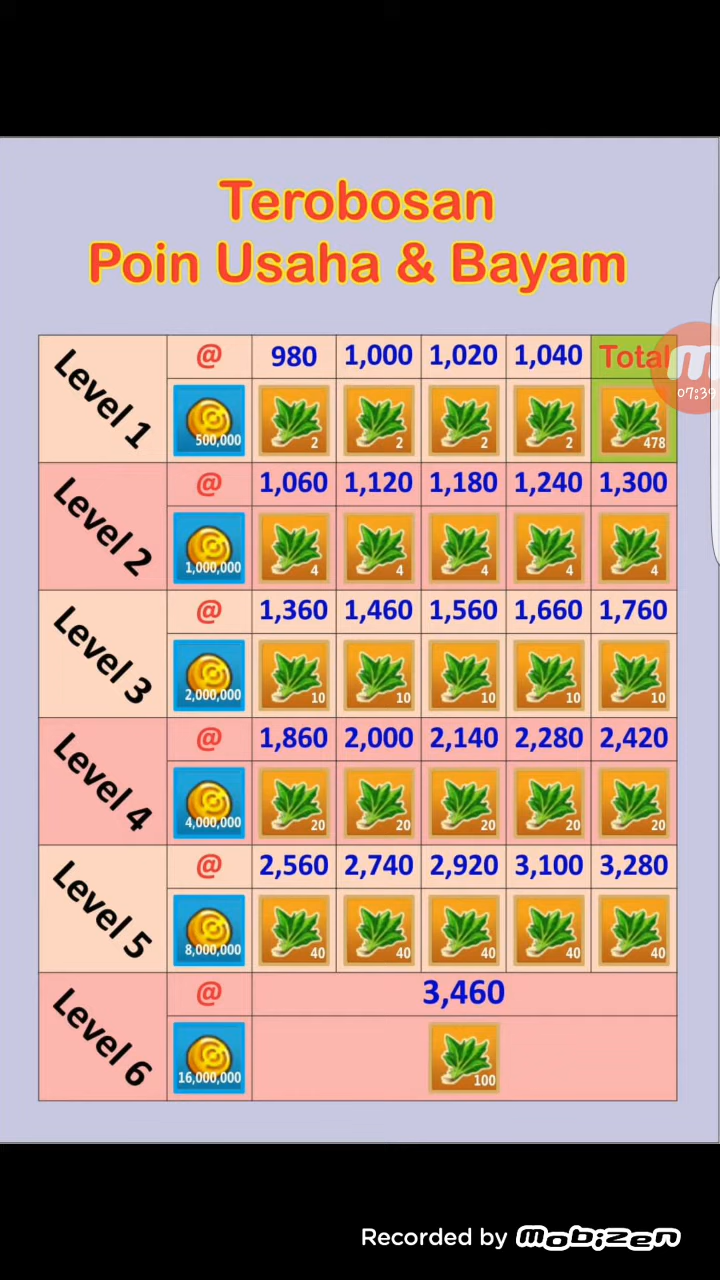 Terobosan
Poin Usaha & Bayam
Level 1
@ 980 1,000 1,020 1,040 Total
500,000 2 2 2 2 478
07:39
Level 2
@ 1,060 1,120 1,180 1,240 1,300
1,000,000 4 4 4 4 4
Level 3
@ 1,360 1,460 1,560 1,660 1,760
2,000,000 10 10 10 10 10
Level 4
@ 1,860 2,000 2,140 2,280 2,420
4,000,000 20 20 20 20 20
Level 5
@ 2,560 2,740 2,920 3,100 3,280
8,000,000 40 40 40 40 40
Level 6
@ 3,460
16,000,000 100
Recorded by Mobizen